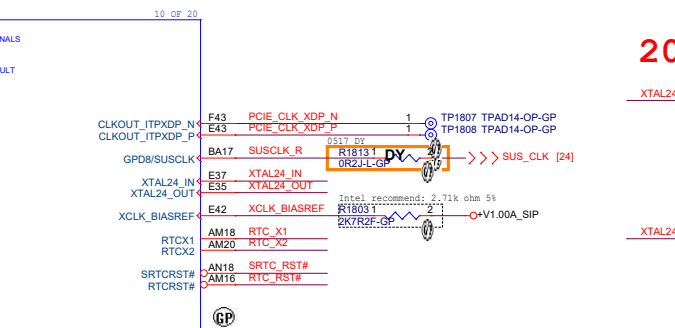 10 OF 20
NALS
ULT
20
XTAL24
CLKOUT_ITPXDP_N F43 PCIE_CLK_XDP_N 1 TP1807 TPAD14-OP-GP
CLKOUT_ITPXDP_P E43 PCIE_CLK_XDP_P 1 TP1808 TPAD14-OP-GP
0517 DY
GPD8/SUSCLK BA17 SUSCLK_R R1813 1 DY 2 SUS_CLK [24]
0R2J-L-GP
XTAL24_IN E37 XTAL24_IN
XTAL24_OUT E35 XTAL24_OUT
Intel recommend: 2.71k ohm 5%
XCLK_BIASREF E42 XCLK_BIASREF R1803 1 2 +V1.00A_SIP
2K7R2F-GP
RTCX1 AM18 RTC_X1
RTCX2 AM20 RTC_X2
XTAL24
SRTCRST# AN18 SRTC_RST#
RTCRST# AM16 RTC_RST#
GP